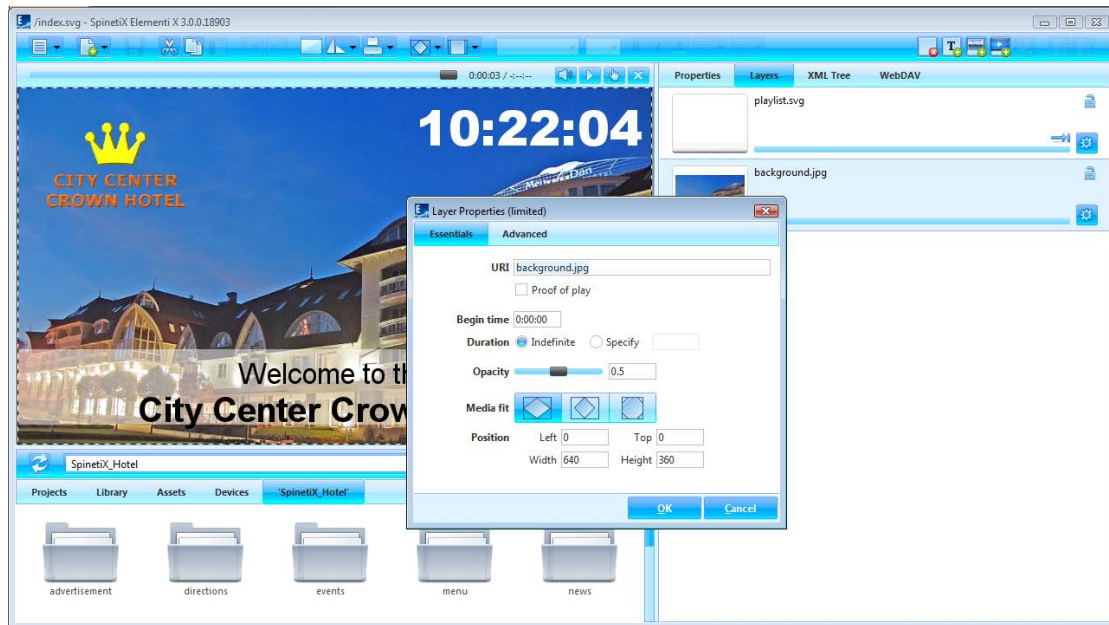 /index.svg - SpinetiX Elementi X 3.0.0.18903
0:00:03 / -:--:--
Properties Layers XML Tree WebDAV
playlist.svg
background.jpg
10:22:04
CITY CENTER
CROWN HOTEL
Welcome to t
City Center Crow
Layer Properties (limited)
Essentials Advanced
URI background.jpg
Proof of play
Begin time 0:00:00
Duration Indefinite Specify
Opacity 0.5
Media fit
Position Left 0 Top 0
Width 640 Height 360
OK Cancel
SpinetiX_Hotel
Projects Library Assets Devices 'SpinetiX_Hotel'
advertisement directions events menu news